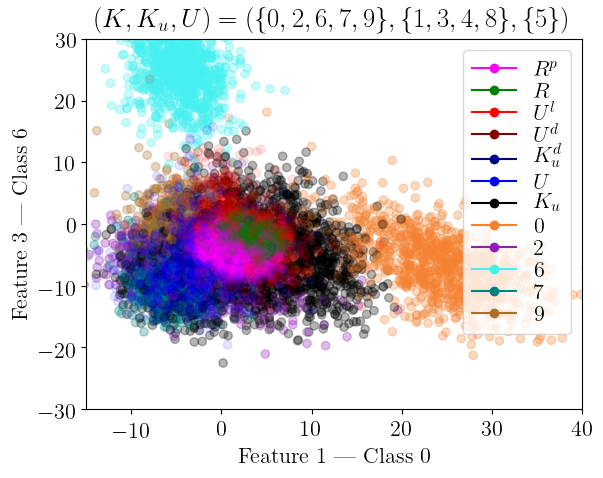 (K, K_u, U) = ({0, 2, 6, 7, 9}, {1, 3, 4, 8}, {5})
30
20
10
0
−10
−20
−30
Feature 3 — Class 6
R^p
R
U^l
U^d
K_u^d
U
K_u
0
2
6
7
9
−10
0
10
20
30
40
Feature 1 — Class 0